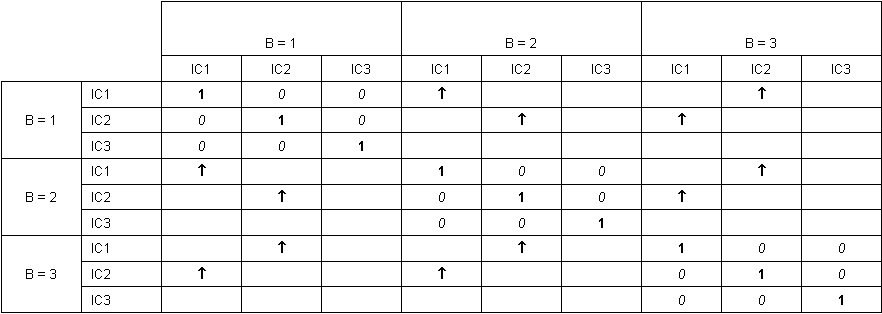 B = 1 B = 2 B = 3
IC1 IC2 IC3 IC1 IC2 IC3 IC1 IC2 IC3
IC1 1 0 0 ↑ ↑
B = 1 IC2 0 1 0 ↑ ↑
IC3 0 0 1
IC1 ↑ 1 0 0 ↑
B = 2 IC2 ↑ 0 1 0 ↑
IC3 0 0 1
IC1 ↑ ↑ 1 0 0
B = 3 IC2 ↑ ↑ 0 1 0
IC3 0 0 1